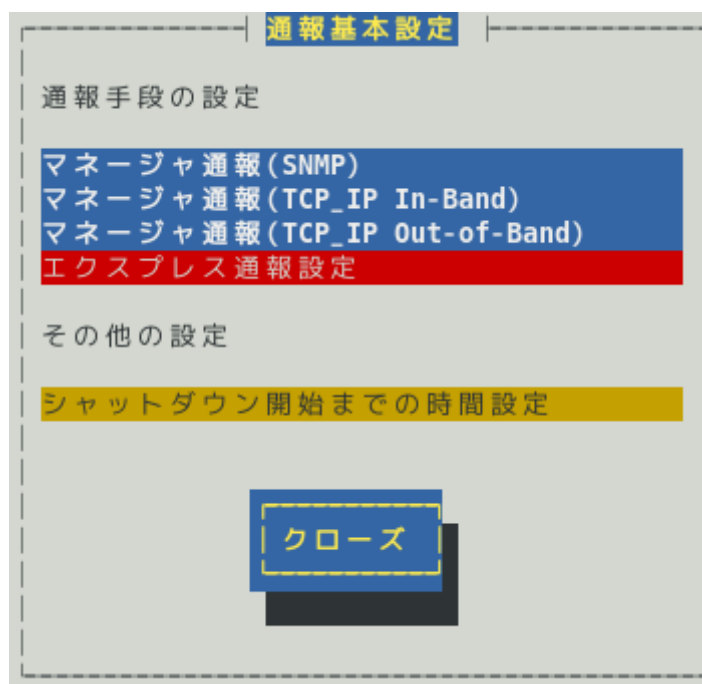 通報基本設定
通報手段の設定
マネージャ通報(SNMP)
マネージャ通報(TCP_IP In-Band)
マネージャ通報(TCP_IP Out-of-Band)
エクスプレス通報設定
その他の設定
シャットダウン開始までの時間設定
クローズ